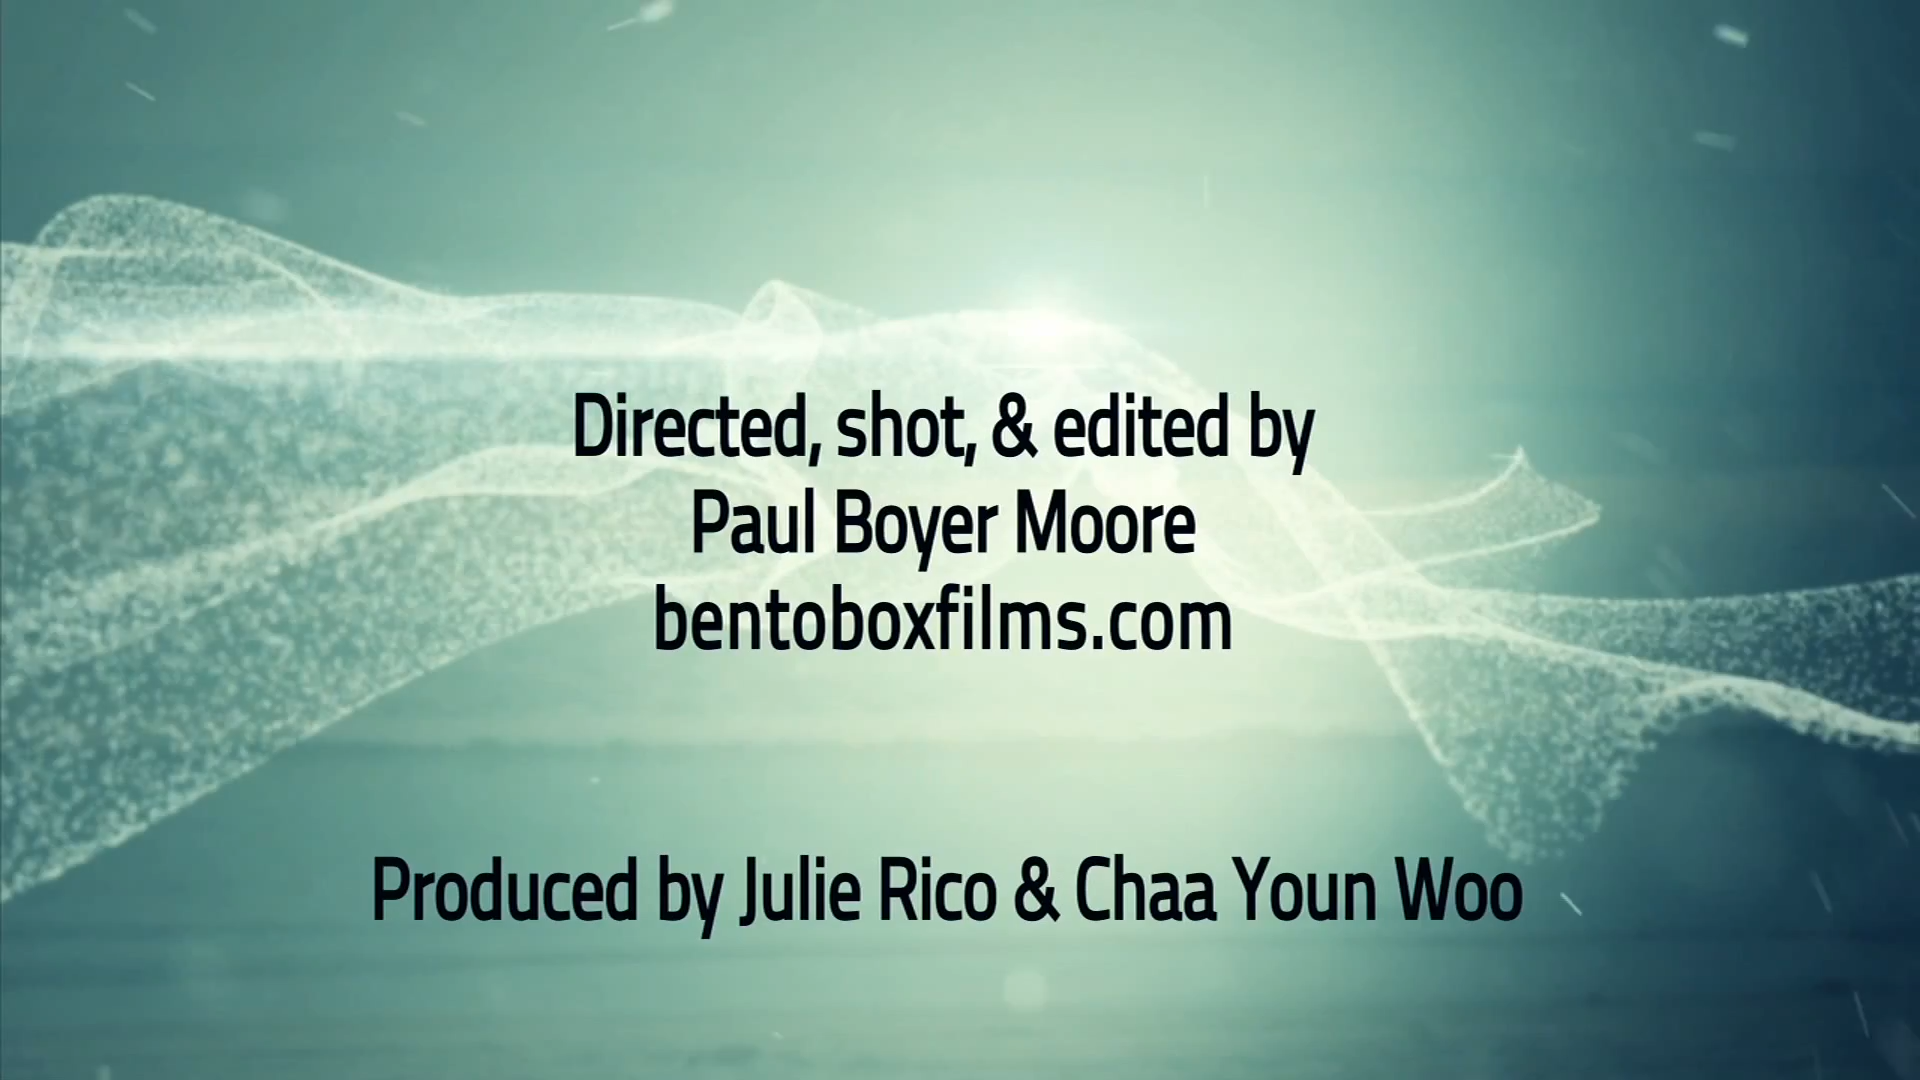 Directed, shot, & edited by
Paul Boyer Moore
bentoboxfilms.com
Produced by Julie Rico & Chaa Youn Woo